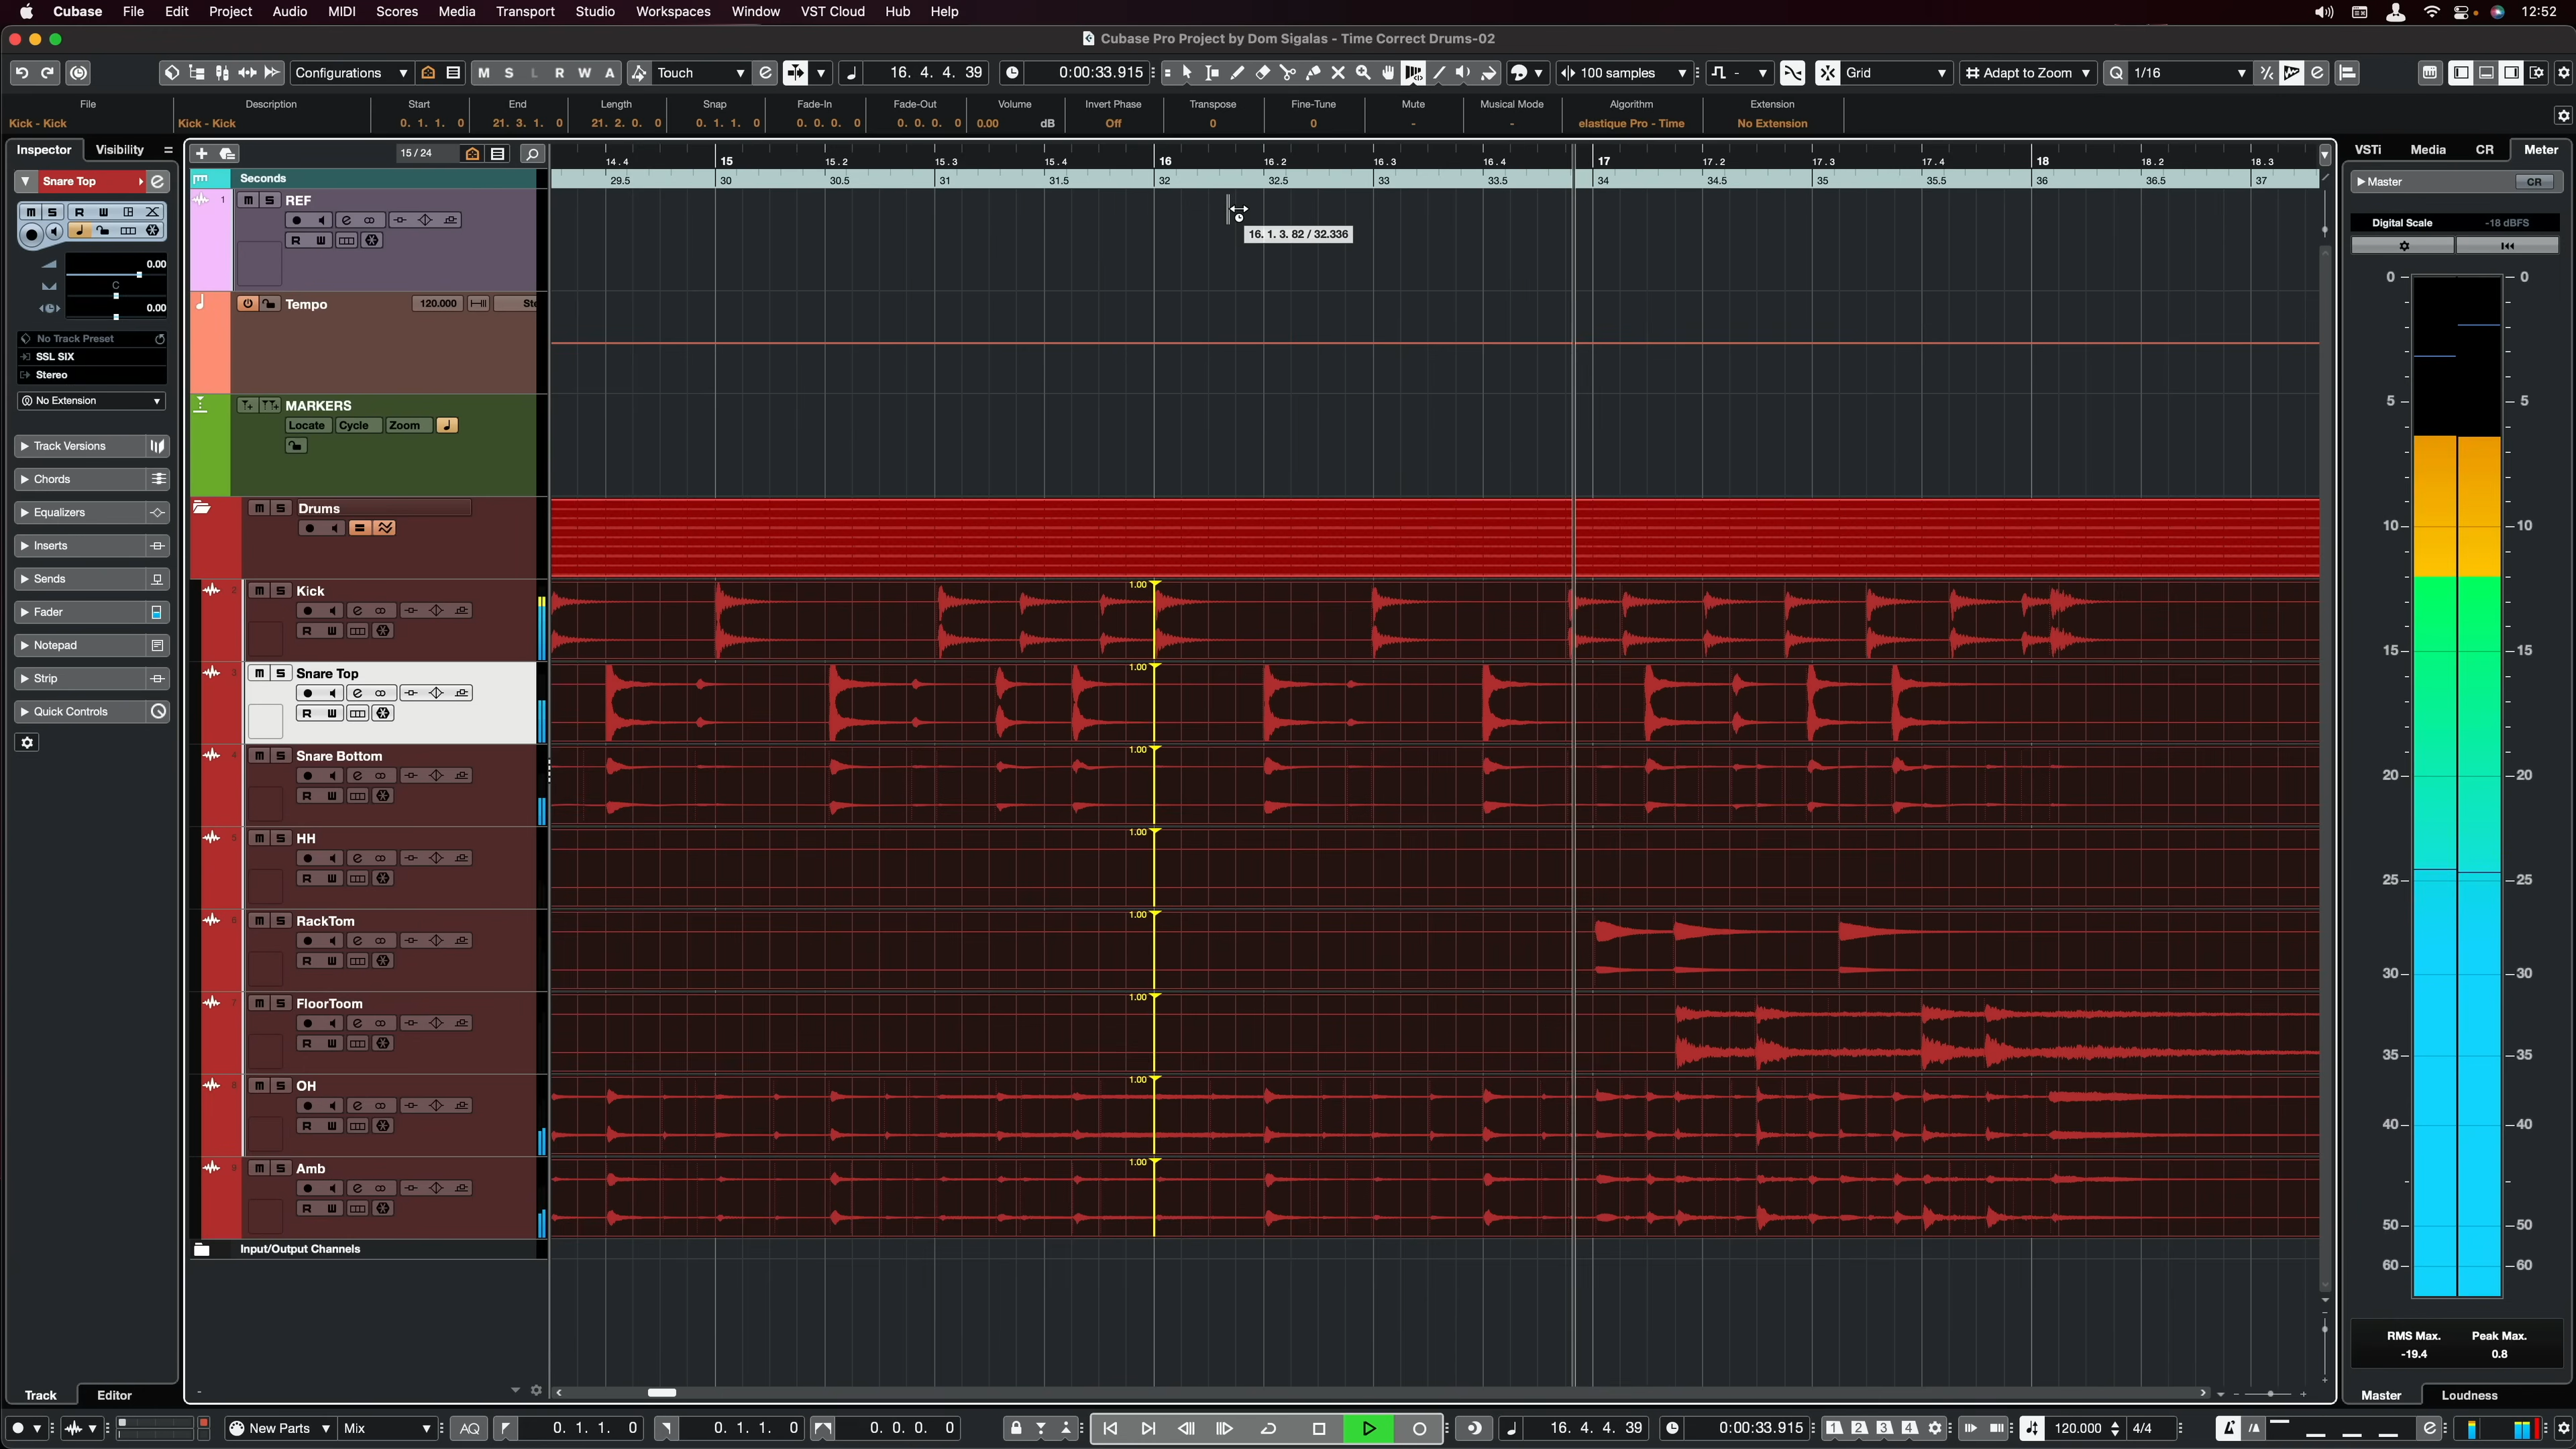 Cubase File Edit Project Audio MIDI Scores Media Transport Studio Workspaces Window VST Cloud Hub Help 12:52
Cubase Pro Project by Dom Sigalas - Time Correct Drums-02
Configurations M S L R W A Touch 16. 4. 4. 39 0:00:33.915 100 samples - Grid Adapt to Zoom Q 1/16
File Description Start End Length Snap Fade-In Fade-Out Volume Invert Phase Transpose Fine-Tune Mute Musical Mode Algorithm Extension
Kick - Kick Kick - Kick 0. 1. 1. 0 21. 3. 1. 0 21. 2. 0. 0 0. 1. 1. 0 0. 0. 0. 0 0. 0. 0. 0 0.00 dB Off 0 0 - - elastique Pro - Time No Extension
Inspector Visibility 15 / 24 14.4 15 15.2 15.3 15.4 16 16.2 16.3 16.4 17 17.2 17.3 17.4 18 18.2 18.3 VSTi Media CR Meter
Seconds 29.5 30 30.5 31 31.5 32 32.5 33 33.5 34 34.5 35 35.5 36 36.5 37
Snare Top
M S R W
0.00
C
0.00
No Track Preset
SSL SIX
Stereo
No Extension
Track Versions
Chords
Equalizers
Inserts
Sends
Fader
Notepad
Strip
Quick Controls
Track Editor
1 m S REF
R W
16. 1. 3. 82 / 32.336
Tempo 120.000
MARKERS
Locate Cycle Zoom
m S Drums
2 m S Kick 1.00
R W
3 m S Snare Top 1.00
R W
4 m S Snare Bottom 1.00
R W
5 m S HH 1.00
R W
6 m S RackTom 1.00
R W
7 m S FloorToom 1.00
R W
8 m S OH 1.00
R W
9 m S Amb 1.00
R W
Input/Output Channels
Master CR
Digital Scale -18 dBFS
0 0
5 5
10 10
15 15
20 20
25 25
30 30
35 35
40 40
50 50
60 60
RMS Max. Peak Max.
-19.4 0.8
Master Loudness
New Parts Mix AQ 0. 1. 1. 0 0. 1. 1. 0 0. 0. 0. 0 16. 4. 4. 39 0:00:33.915 1 2 3 4 120.000 4/4